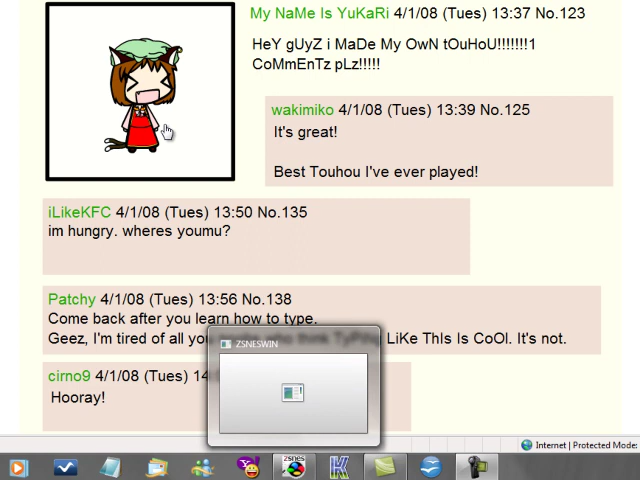 My NaMe Is YuKaRi 4/1/08 (Tues) 13:37 No.123
HeY gUyZ i MaDe My OwN tOuHoU!!!!!!!1
CoMmEnTz pLz!!!!!
wakimiko 4/1/08 (Tues) 13:39 No.125
It's great!
Best Touhou I've ever played!
iLikeKFC 4/1/08 (Tues) 13:50 No.135
im hungry. wheres youmu?
Patchy 4/1/08 (Tues) 13:56 No.138
Come back after you learn how to type.
Geez, I'm tired of all you LiKe ThIs Is CoOl. It's not.
ZSNESWIN
cirno9 4/1/08 (Tues)
Hooray!
Internet | Protected Mode:
zsnes